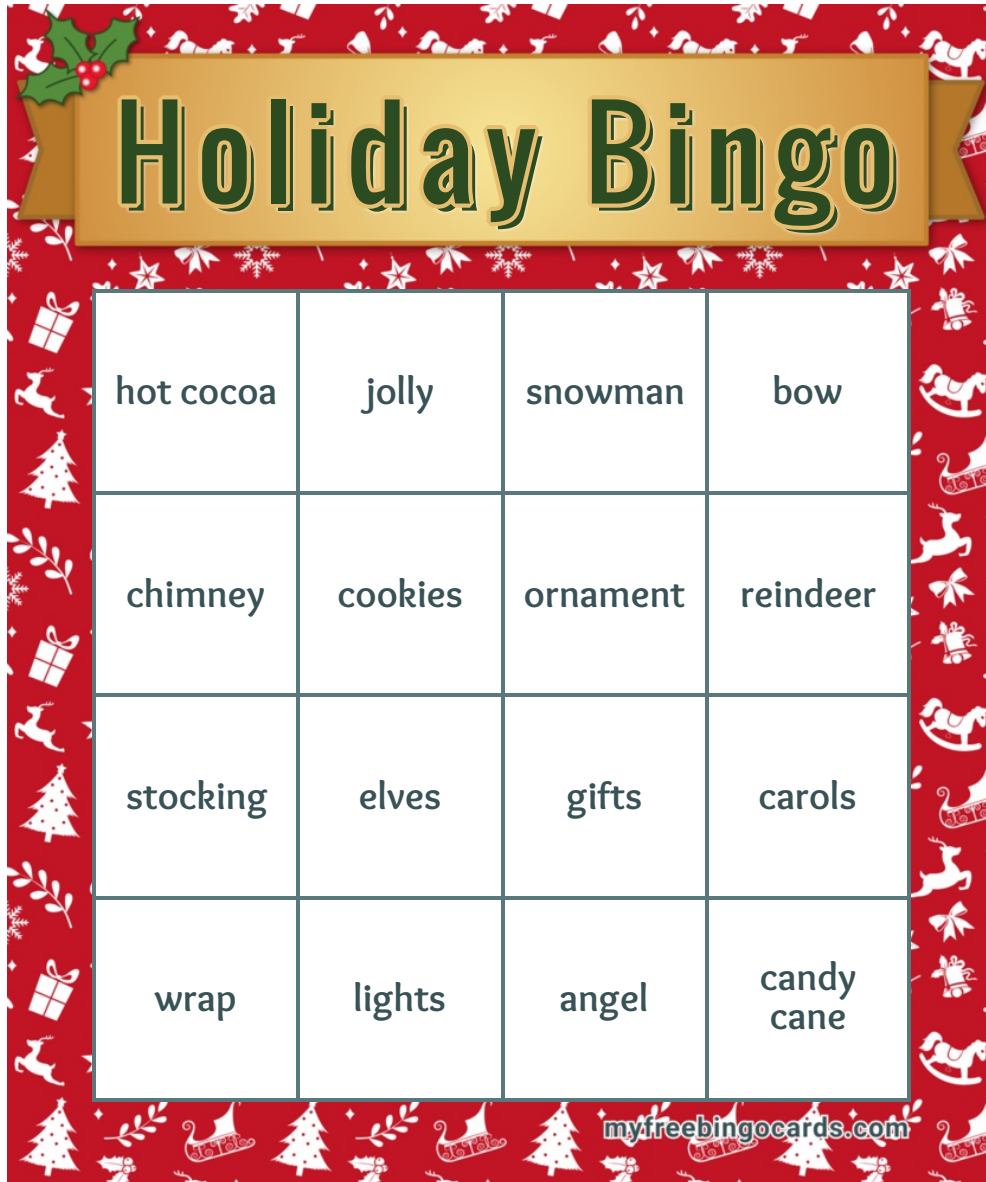 Holiday Bingo
hot cocoa
jolly
snowman
bow
chimney
cookies
ornament
reindeer
stocking
elves
gifts
carols
wrap
lights
angel
candy
cane
myfreebingocards.com